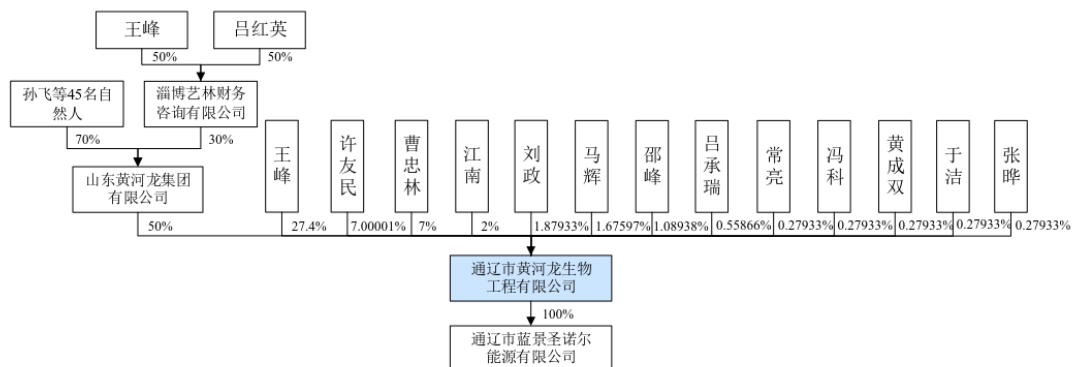 王峰
吕红英
50%
50%
孙飞等45名自
然人
淄博艺林财务
咨询有限公司
70%
30%
山东黄河龙集团
有限公司
王峰
许友民
曹忠林
江南
刘政
马辉
邵峰
吕承瑞
常亮
冯科
黄成双
于洁
张晔
50%
27.4%
7.00001%
7%
2%
1.87933%
1.67597%
1.08938%
0.55866%
0.27933%
0.27933%
0.27933%
0.27933%
0.27933%
通辽市黄河龙生物
工程有限公司
100%
通辽市蓝景圣诺尔
能源有限公司